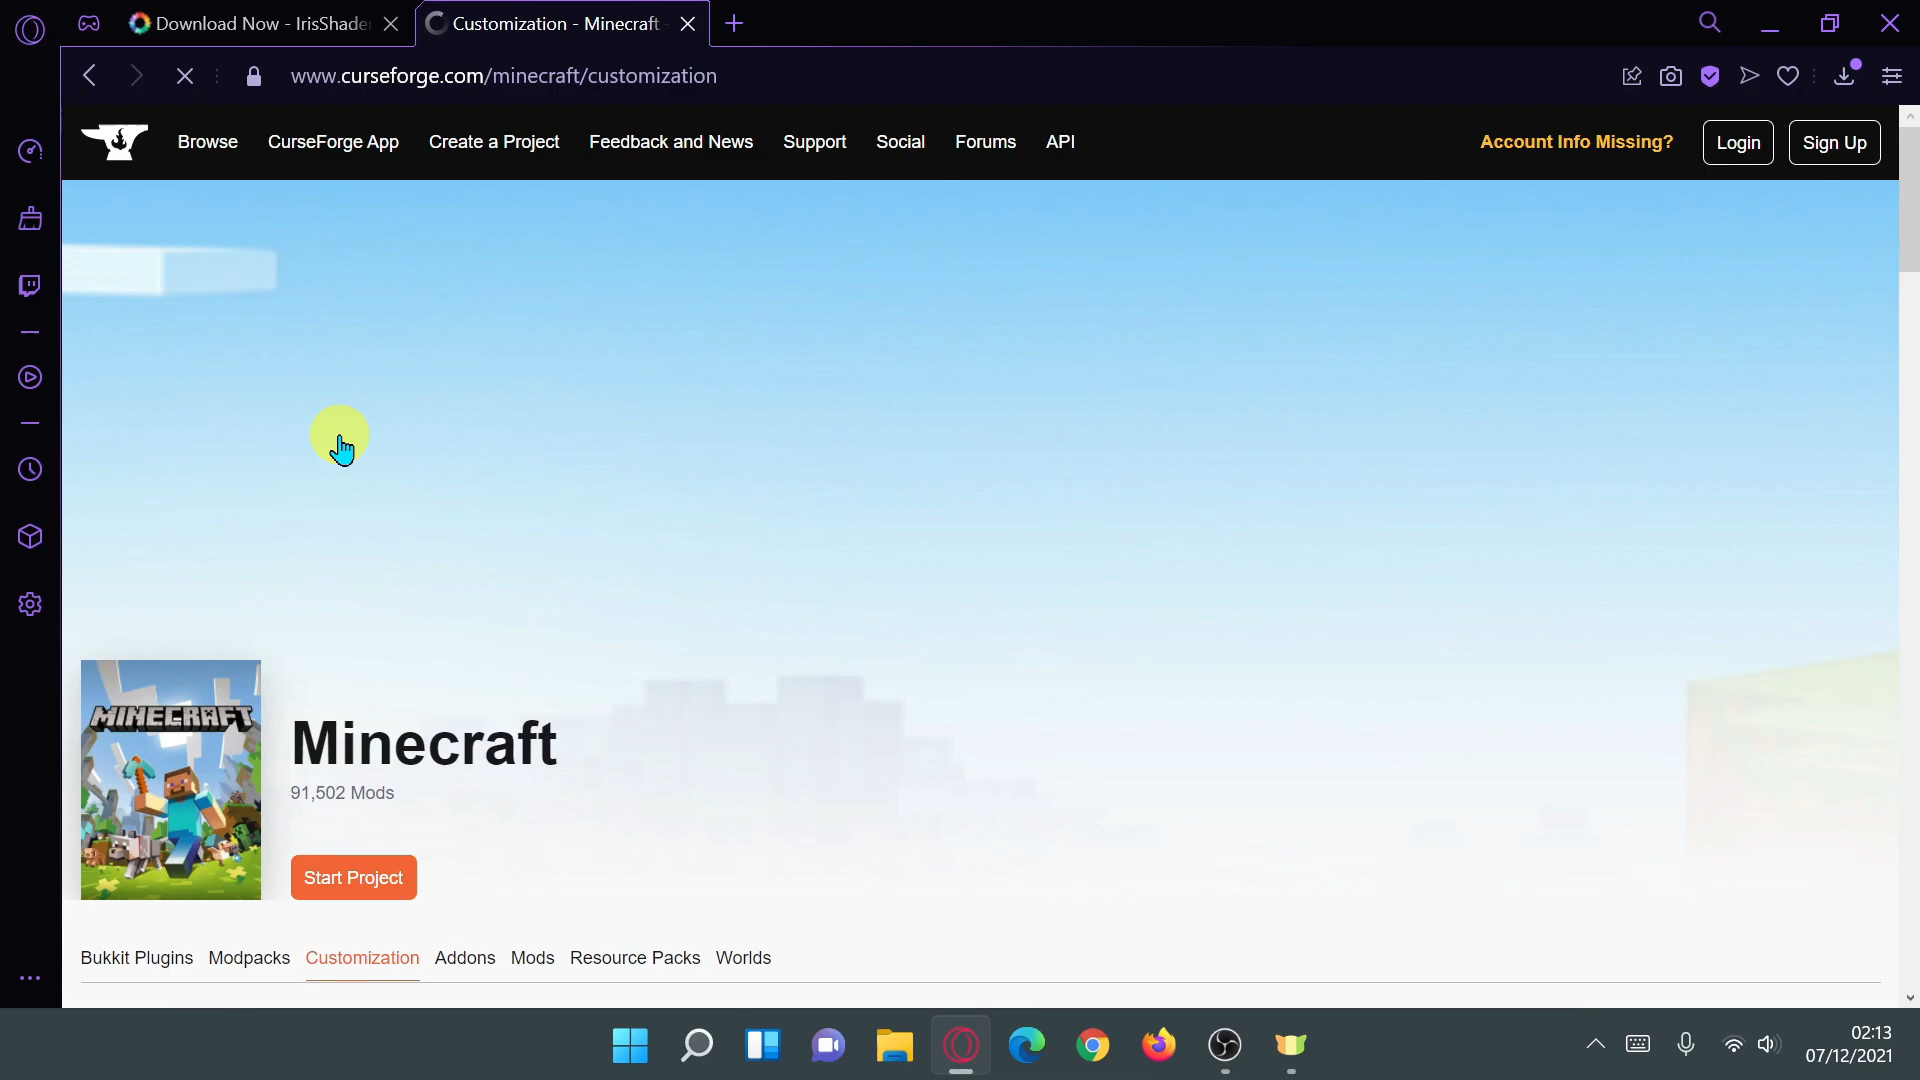 Download Now - IrisShade
Customization - Minecraft
www.curseforge.com/minecraft/customization
Browse CurseForge App Create a Project Feedback and News Support Social Forums API Account Info Missing? Login Sign Up
MINECRAFT
Minecraft
91,502 Mods
Start Project
Bukkit Plugins Modpacks Customization Addons Mods Resource Packs Worlds
02:13
07/12/2021